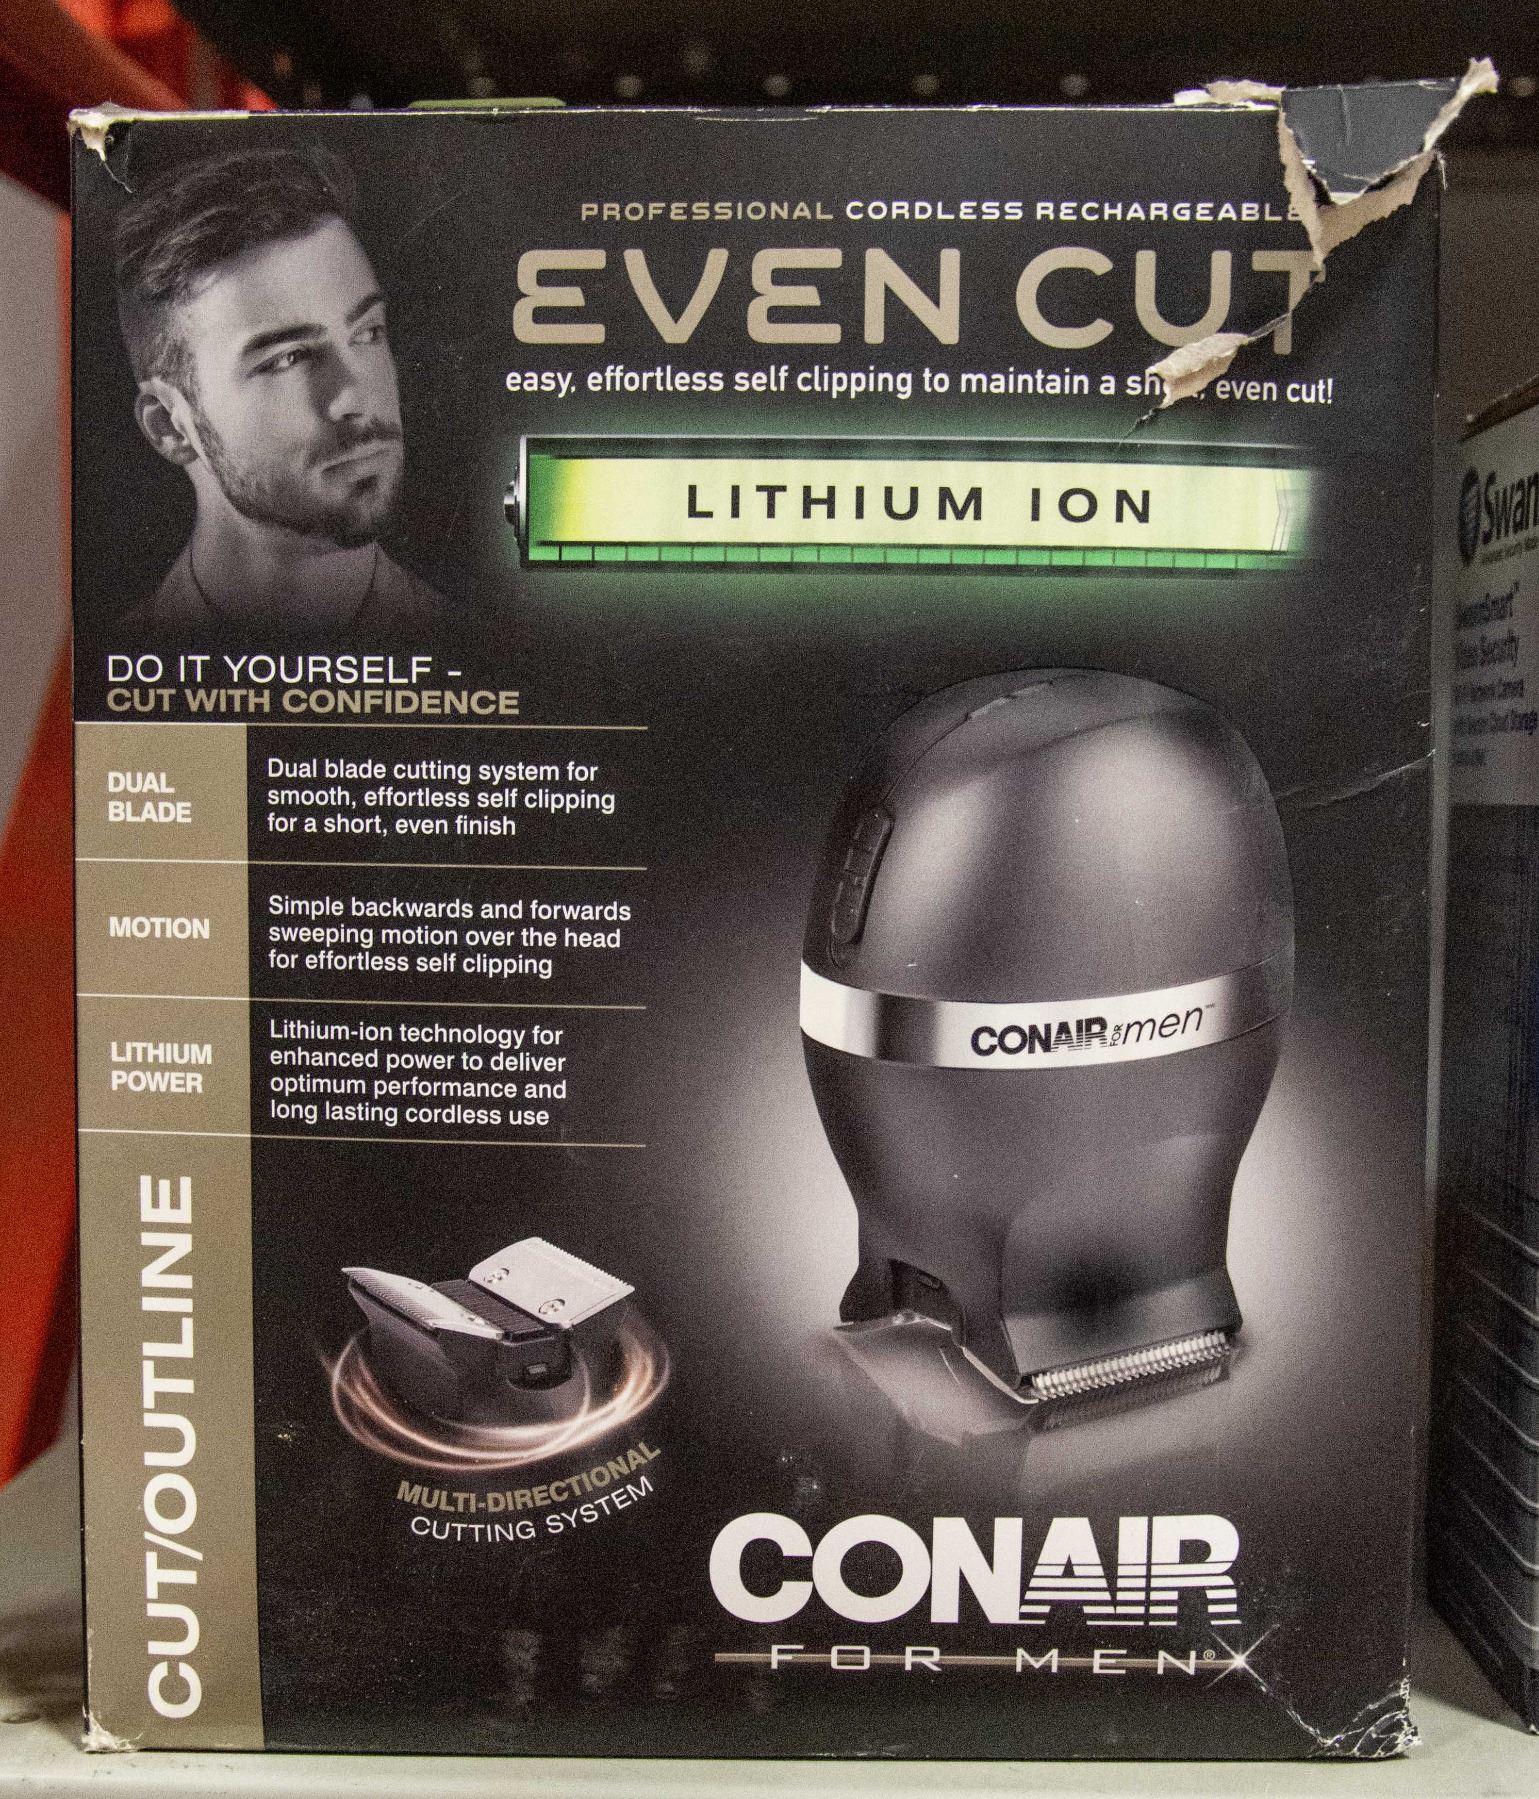 PROFESSIONAL CORDLESS RECHARGEABLE
EVEN CUT
easy, effortless self clipping to maintain a even cut!
LITHIUM ION
DO IT YOURSELF -
CUT WITH CONFIDENCE
DUAL
BLADE
Dual blade cutting system for
smooth, effortless self clipping
for a short, even finish
MOTION
Simple backwards and forwards
sweeping motion over the head
for effortless self clipping
LITHIUM
POWER
Lithium-ion technology for
enhanced power to deliver
optimum performance and
long lasting cordless use
CUT/OUTLINE
MULTI-DIRECTIONAL
CUTTING SYSTEM
CONAIR FOR men™
CONAIR
FOR MEN®
Security